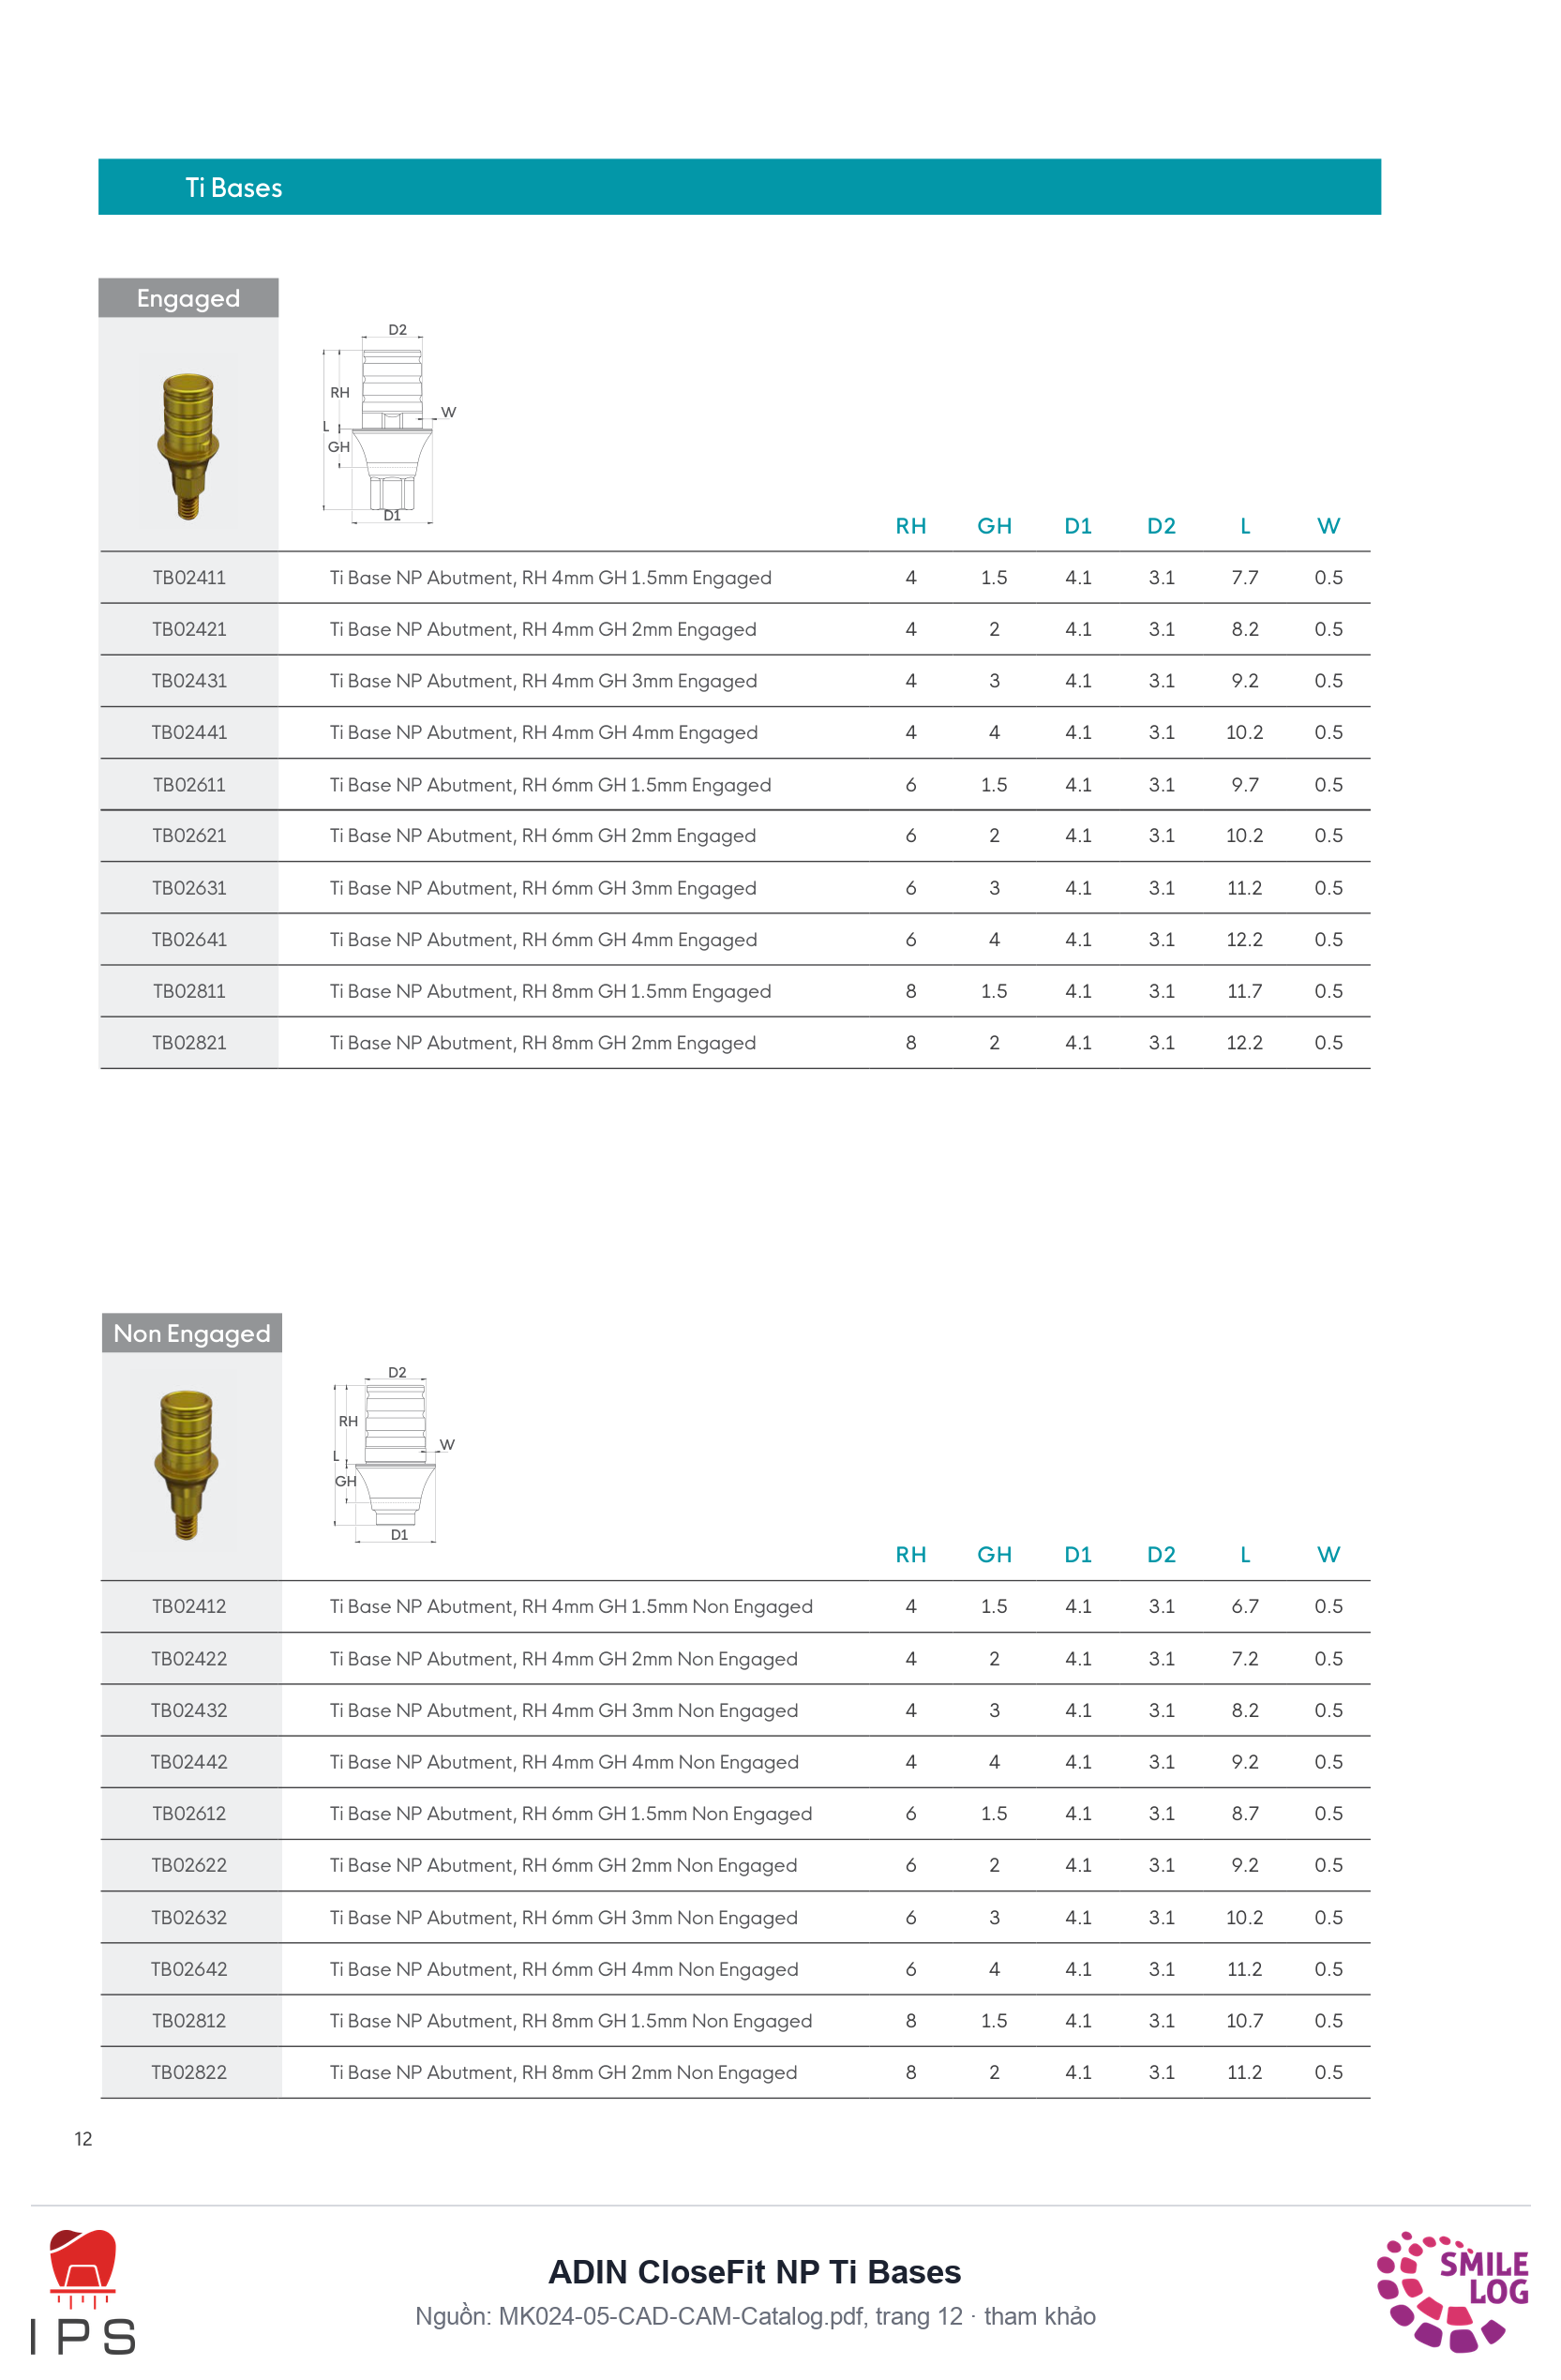 Ti Bases
Engaged
D2
RH
W
L
GH
D1
RH GH D1 D2 L W
TB02411 Ti Base NP Abutment, RH 4mm GH 1.5mm Engaged 4 1.5 4.1 3.1 7.7 0.5
TB02421 Ti Base NP Abutment, RH 4mm GH 2mm Engaged 4 2 4.1 3.1 8.2 0.5
TB02431 Ti Base NP Abutment, RH 4mm GH 3mm Engaged 4 3 4.1 3.1 9.2 0.5
TB02441 Ti Base NP Abutment, RH 4mm GH 4mm Engaged 4 4 4.1 3.1 10.2 0.5
TB02611 Ti Base NP Abutment, RH 6mm GH 1.5mm Engaged 6 1.5 4.1 3.1 9.7 0.5
TB02621 Ti Base NP Abutment, RH 6mm GH 2mm Engaged 6 2 4.1 3.1 10.2 0.5
TB02631 Ti Base NP Abutment, RH 6mm GH 3mm Engaged 6 3 4.1 3.1 11.2 0.5
TB02641 Ti Base NP Abutment, RH 6mm GH 4mm Engaged 6 4 4.1 3.1 12.2 0.5
TB02811 Ti Base NP Abutment, RH 8mm GH 1.5mm Engaged 8 1.5 4.1 3.1 11.7 0.5
TB02821 Ti Base NP Abutment, RH 8mm GH 2mm Engaged 8 2 4.1 3.1 12.2 0.5
Non Engaged
D2
RH
W
L
GH
D1
RH GH D1 D2 L W
TB02412 Ti Base NP Abutment, RH 4mm GH 1.5mm Non Engaged 4 1.5 4.1 3.1 6.7 0.5
TB02422 Ti Base NP Abutment, RH 4mm GH 2mm Non Engaged 4 2 4.1 3.1 7.2 0.5
TB02432 Ti Base NP Abutment, RH 4mm GH 3mm Non Engaged 4 3 4.1 3.1 8.2 0.5
TB02442 Ti Base NP Abutment, RH 4mm GH 4mm Non Engaged 4 4 4.1 3.1 9.2 0.5
TB02612 Ti Base NP Abutment, RH 6mm GH 1.5mm Non Engaged 6 1.5 4.1 3.1 8.7 0.5
TB02622 Ti Base NP Abutment, RH 6mm GH 2mm Non Engaged 6 2 4.1 3.1 9.2 0.5
TB02632 Ti Base NP Abutment, RH 6mm GH 3mm Non Engaged 6 3 4.1 3.1 10.2 0.5
TB02642 Ti Base NP Abutment, RH 6mm GH 4mm Non Engaged 6 4 4.1 3.1 11.2 0.5
TB02812 Ti Base NP Abutment, RH 8mm GH 1.5mm Non Engaged 8 1.5 4.1 3.1 10.7 0.5
TB02822 Ti Base NP Abutment, RH 8mm GH 2mm Non Engaged 8 2 4.1 3.1 11.2 0.5
12
IPS
ADIN CloseFit NP Ti Bases
Nguồn: MK024-05-CAD-CAM-Catalog.pdf, trang 12 · tham khảo
SMILE
LOG